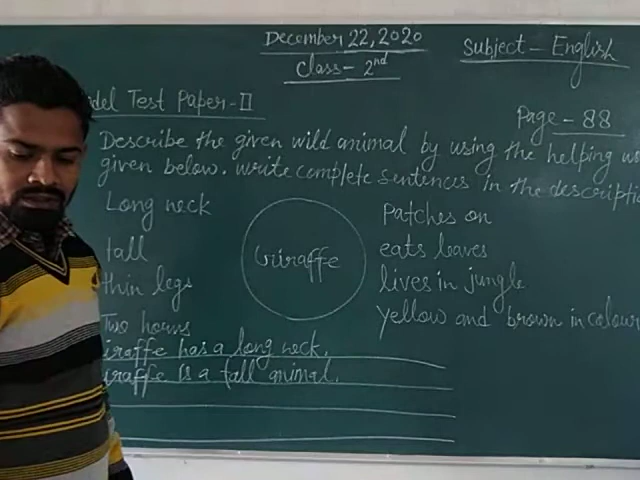 December 22, 2020
Subject - English
Class - 2nd
del Test Paper - II
Page - 88
Describe the given wild animal by using the helping
given below. write complete sentences in the descripti
Long neck
Patches on
tall
Giraffe
eats leaves
thin legs
lives in jungle
Two horns
yellow and brown in colour
iraffe has a long neck.
iraffe is a tall animal.